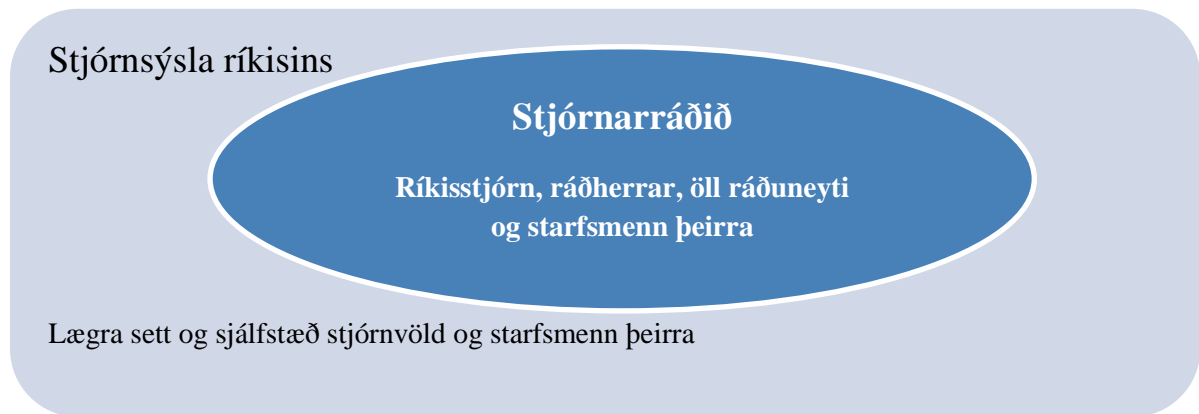 Stjórnsýsla ríkisins
Stjórnarráðið
Ríkisstjórn, ráðherrar, öll ráðuneyti
og starfsmenn þeirra
Lægra sett og sjálfstæð stjórnvöld og starfsmenn þeirra